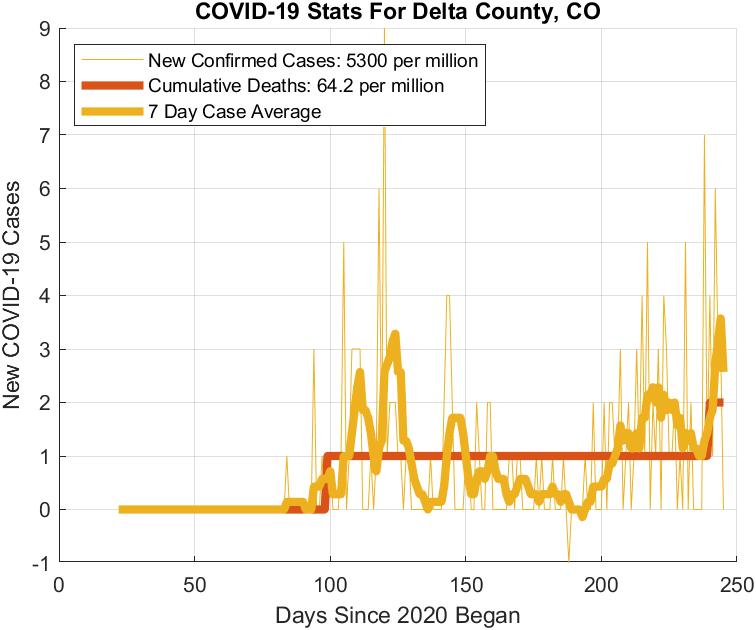 COVID-19 Stats For Delta County, CO
New Confirmed Cases: 5300 per million
Cumulative Deaths: 64.2 per million
7 Day Case Average
New COVID-19 Cases
9
8
7
6
5
4
3
2
1
0
-1
0 50 100 150 200 250
Days Since 2020 Began